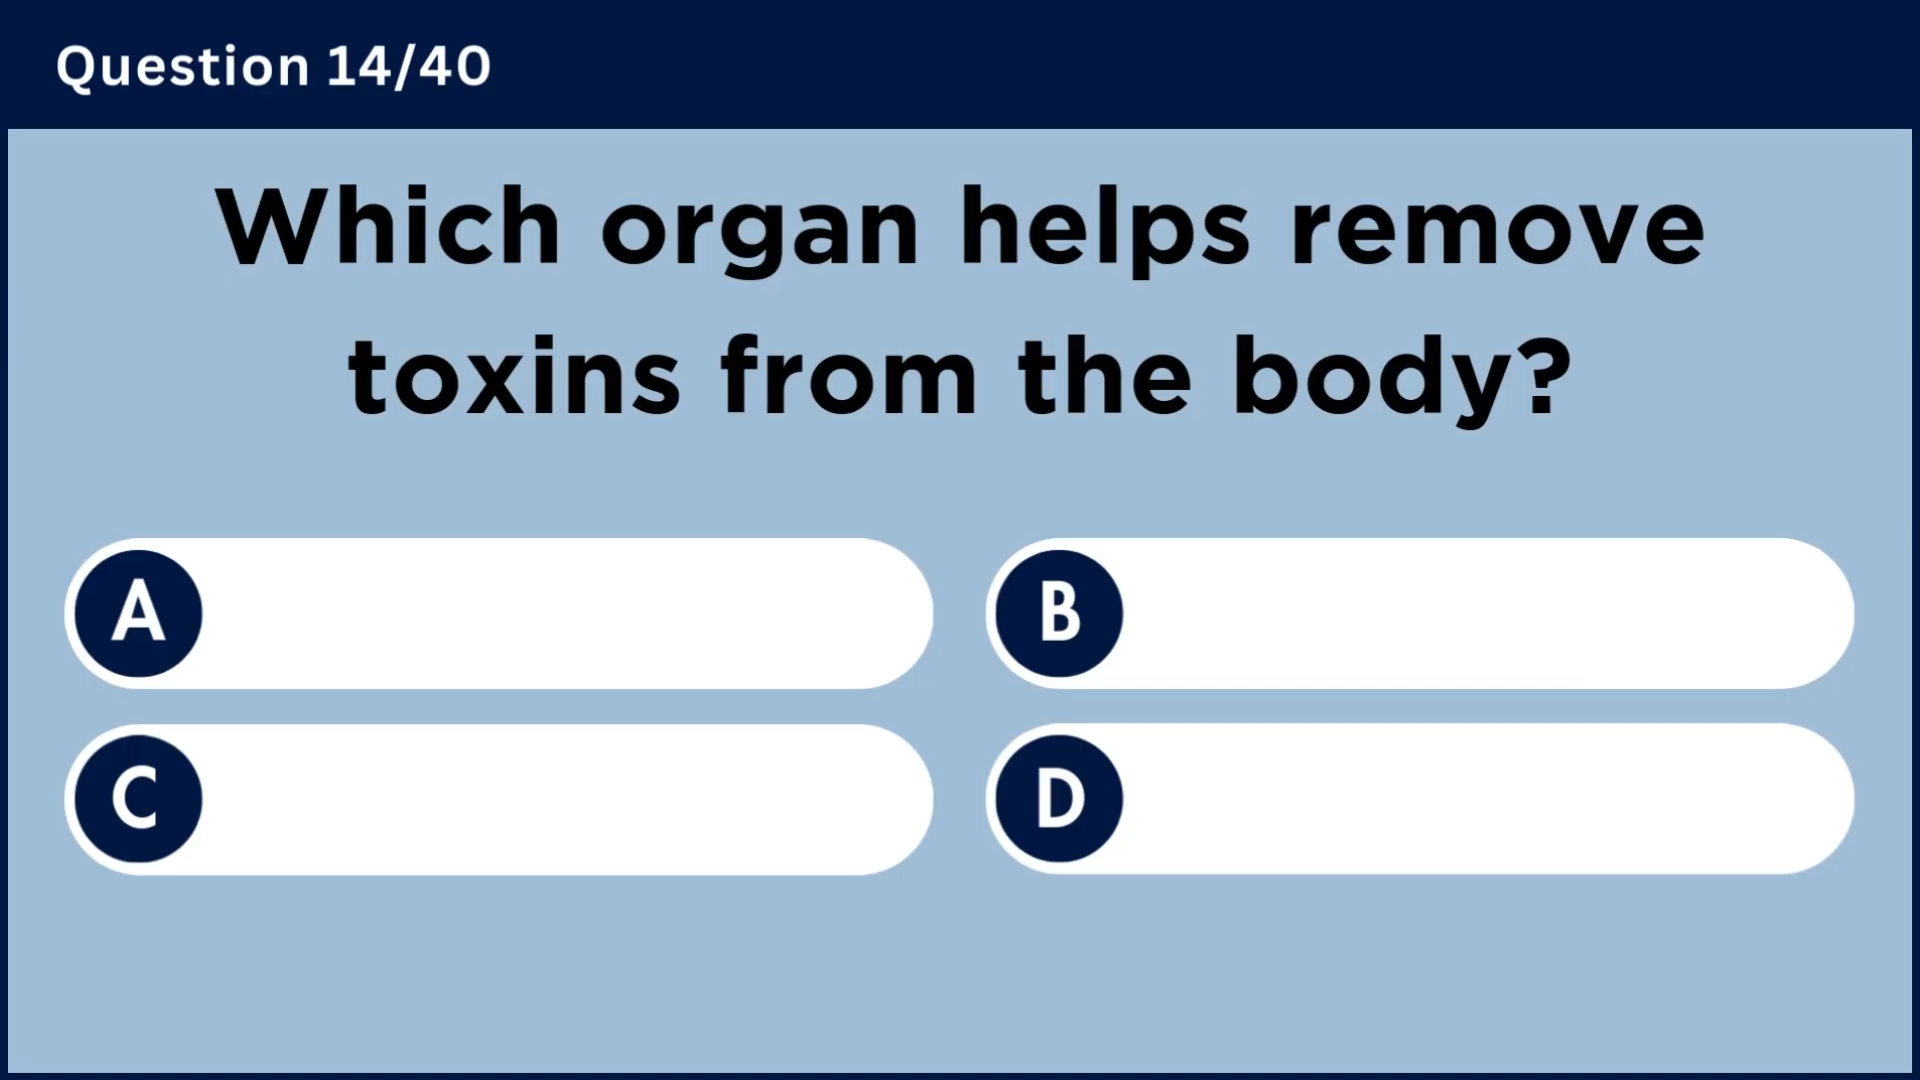 Question 14/40
Which organ helps remove
toxins from the body?
A
B
C
D